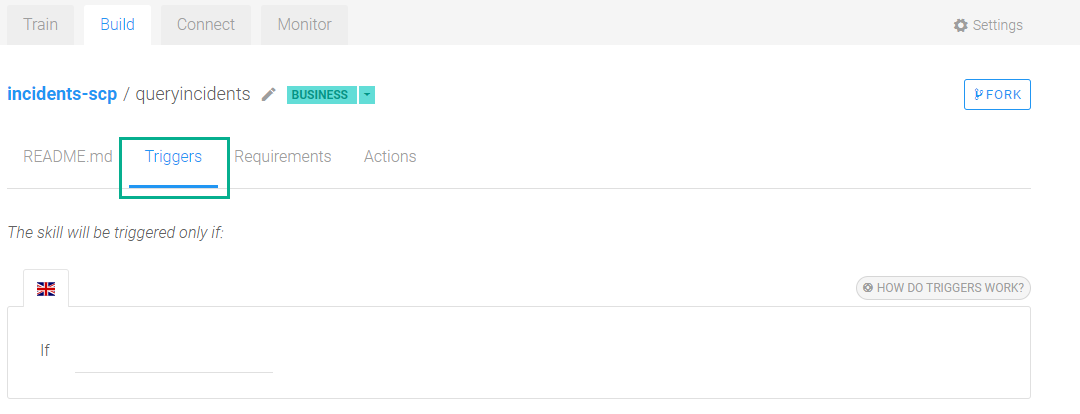 Train Build Connect Monitor Settings
incidents-scp / queryincidents BUSINESS FORK
README.md Triggers Requirements Actions
The skill will be triggered only if:
HOW DO TRIGGERS WORK?
If